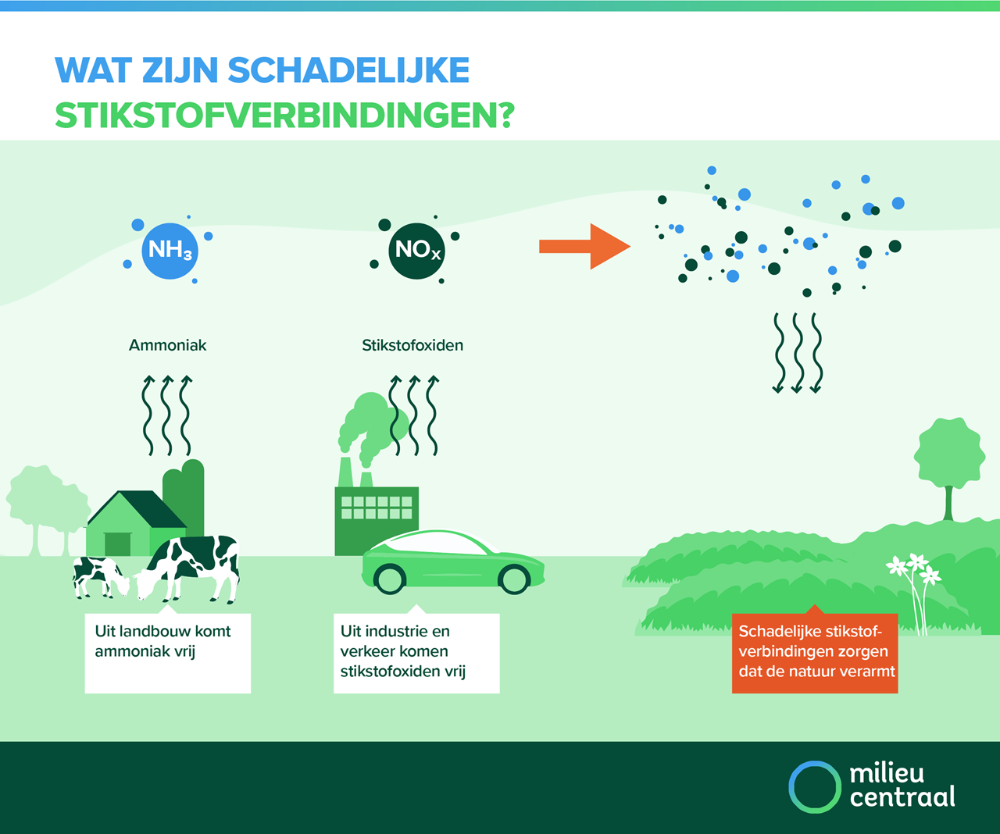 WAT ZIJN SCHADELIJKE
STIKSTOFVERBINDINGEN?
NH₃
NOₓ
Ammoniak
Stikstofoxiden
Uit landbouw komt
ammoniak vrij
Uit industrie en
verkeer komen
stikstofoxiden vrij
Schadelijke stikstof-
verbindingen zorgen
dat de natuur verarmt
milieu
centraal